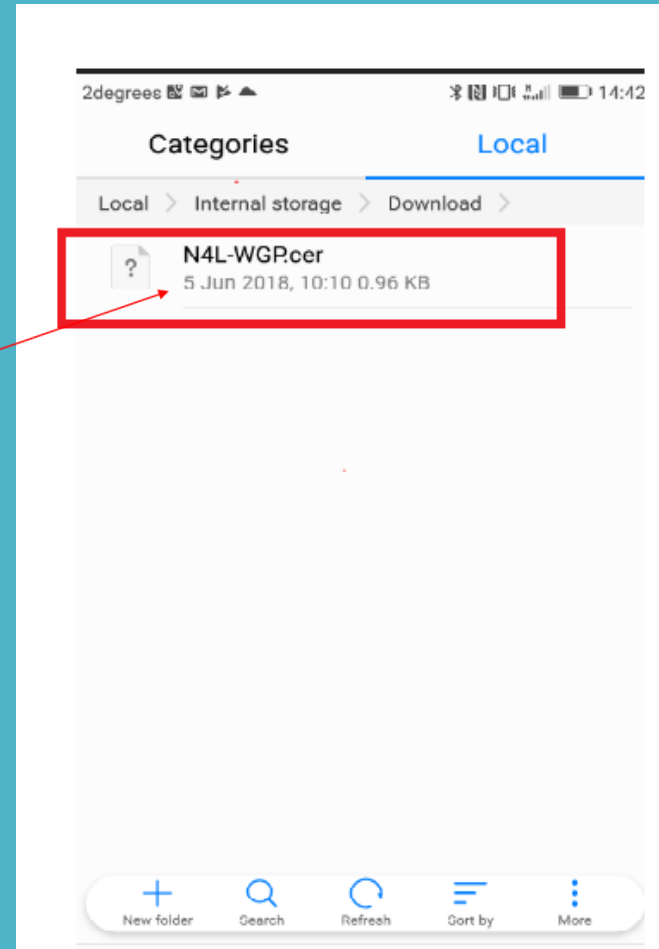 2degrees 14:42
Categories Local
Local > Internal storage > Download >
?
N4L-WGP.cer
5 Jun 2018, 10:10 0.96 KB
New folder Search Refresh Sort by More